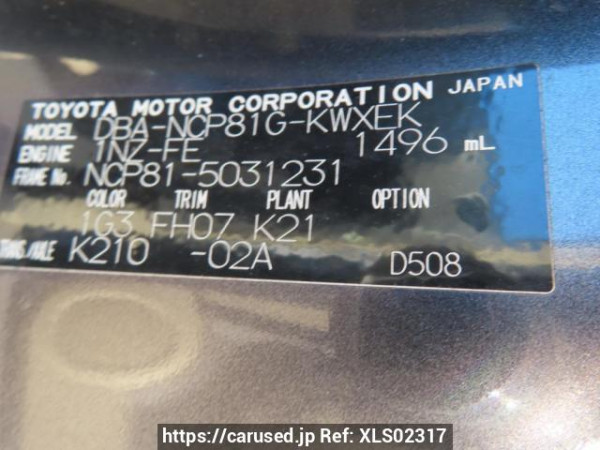 TOYOTA MOTOR CORPORATION JAPAN
MODEL DBA-NCP81G-KWXEK
ENGINE 1NZ-FE 1496 mL
FRAME No. NCP81-5031231
COLOR TRIM PLANT OPTION
1G3 FH07 K21
TRANS./AXLE K210 -02A D508
https://carused.jp Ref: XLS02317